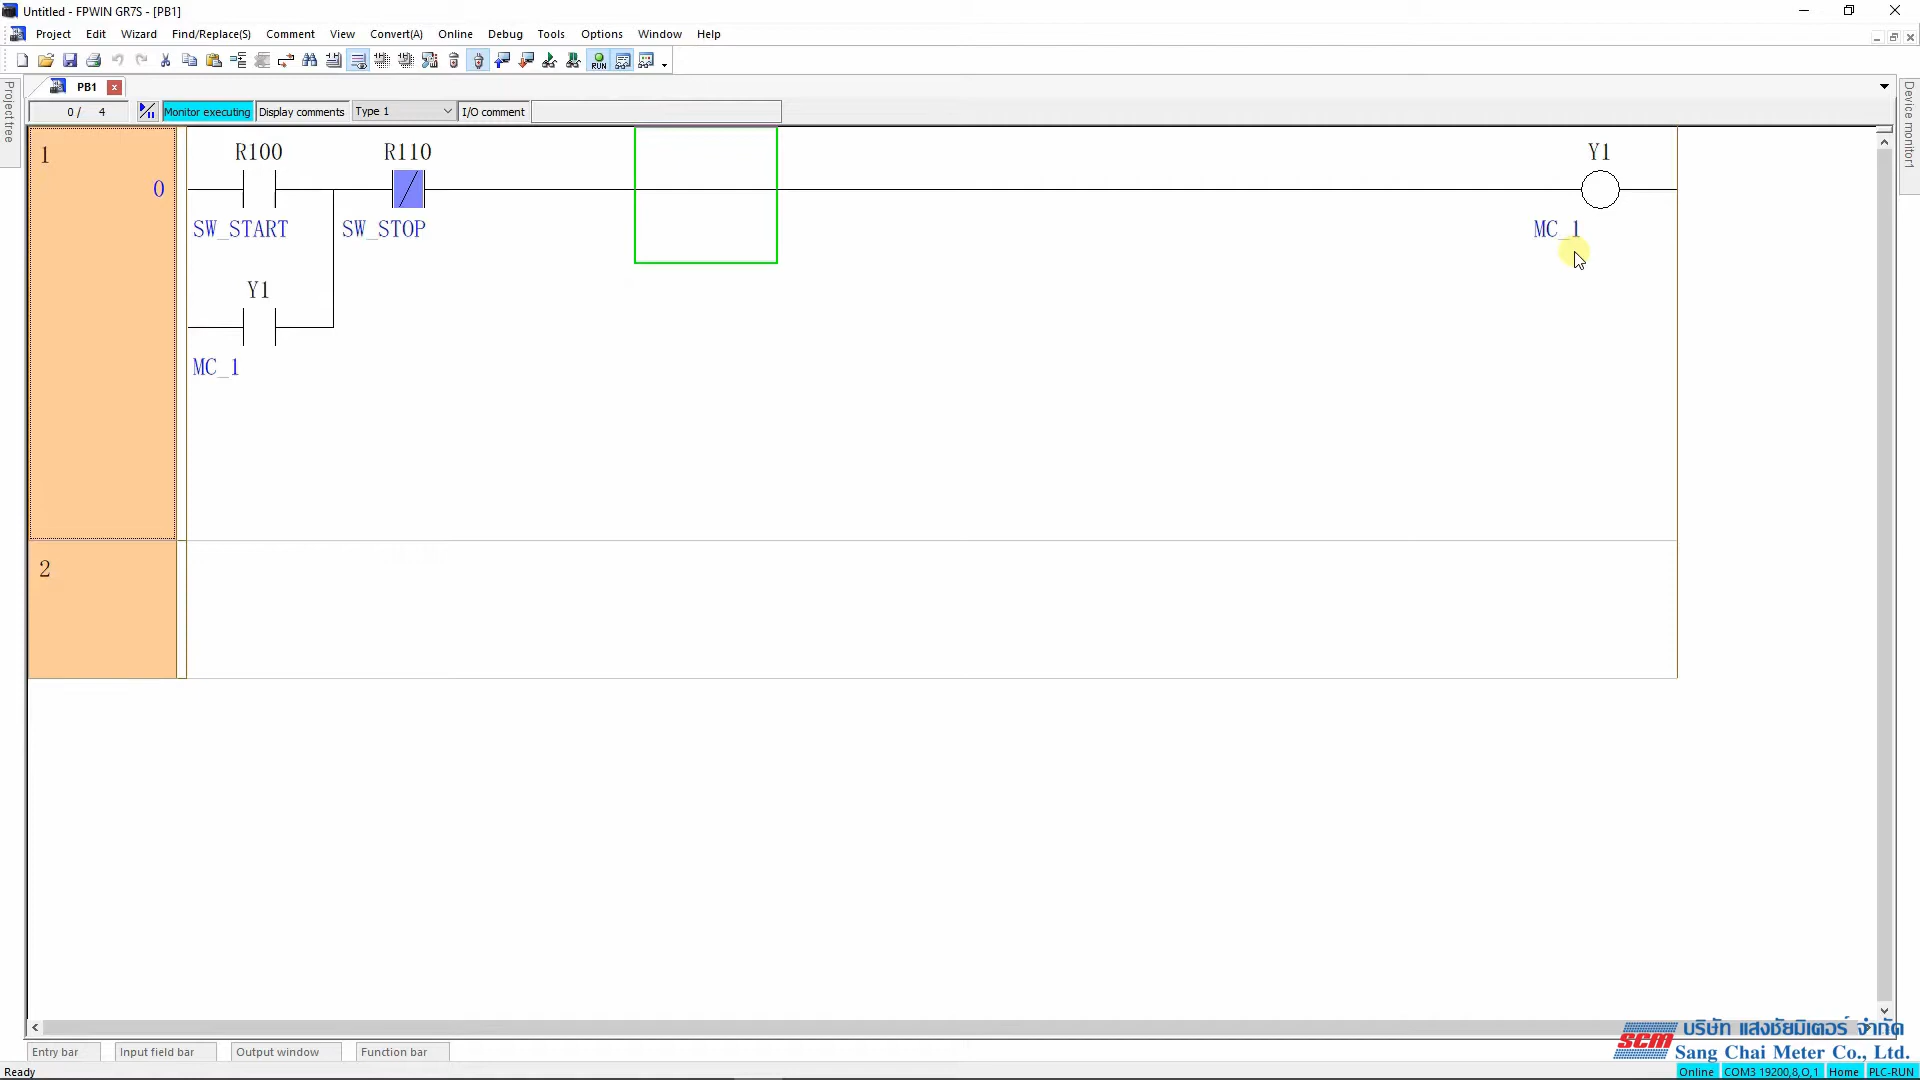 Untitled - FPWIN GR7S - [PB1]
Project Edit Wizard Find/Replace(S) Comment View Convert(A) Online Debug Tools Options Window Help
RUN
PB1
0 / 4 Monitor executing Display comments Type 1 I/O comment
Project tree
Device monitor1
1
R100 R110 Y1
0
SW_START SW_STOP MC_1
Y1
MC_1
2
บริษัท แสงชัยมิเตอร์ จำกัด
SCM
Sang Chai Meter Co., Ltd.
Entry bar Input field bar Output window Function bar
Ready
Online COM3 19200,8,O,1 Home PLC-RUN